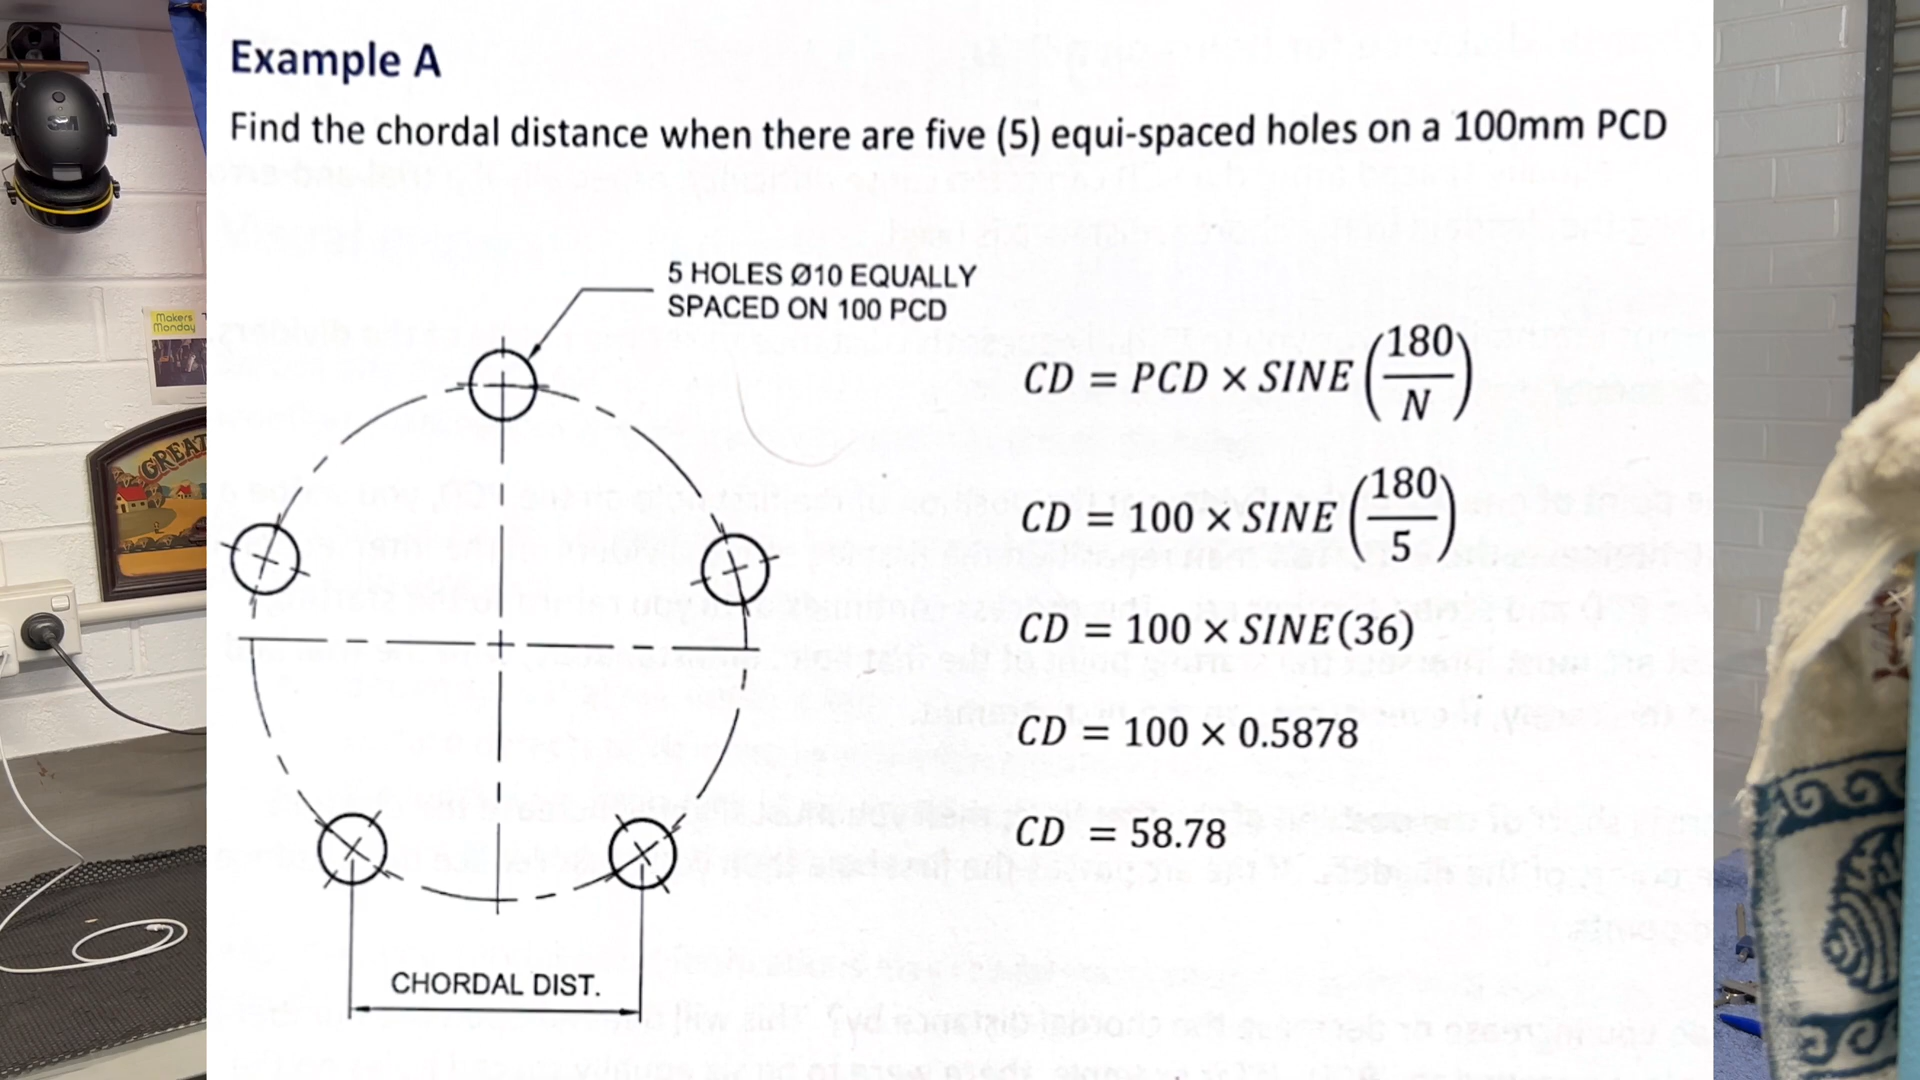 Example A
Find the chordal distance when there are five (5) equi-spaced holes on a 100mm PCD
5 HOLES Ø10 EQUALLY
SPACED ON 100 PCD
CD = PCD × SINE (180/N)
CD = 100 × SINE (180/5)
CD = 100 × SINE(36)
CD = 100 × 0.5878
CD = 58.78
CHORDAL DIST.
3M
Makers
Monday
GREAT